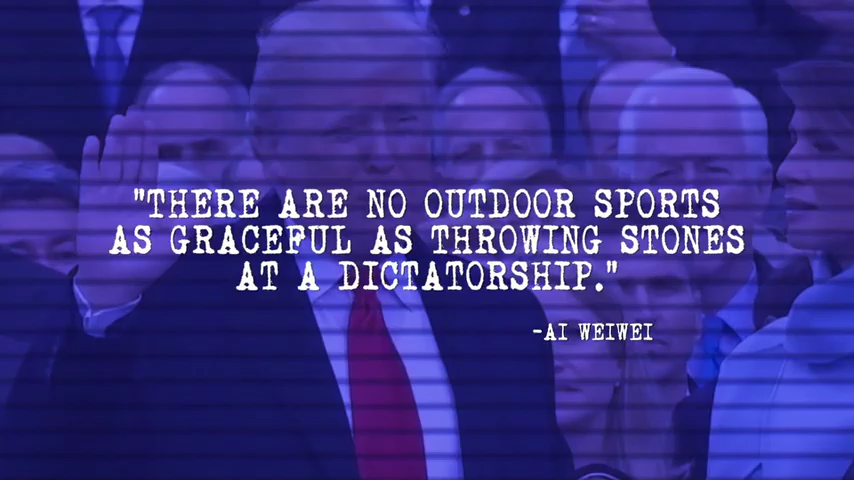 "THERE ARE NO OUTDOOR SPORTS
AS GRACEFUL AS THROWING STONES
AT A DICTATORSHIP."
-AI WEIWEI